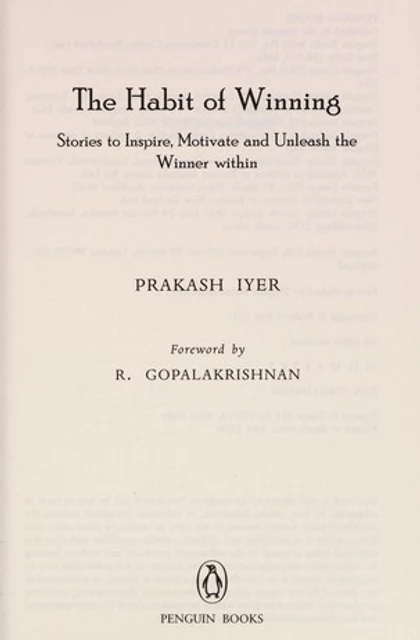 The Habit of Winning
Stories to Inspire, Motivate and Unleash the
Winner within
PRAKASH IYER
Foreword by
R. GOPALAKRISHNAN
PENGUIN BOOKS